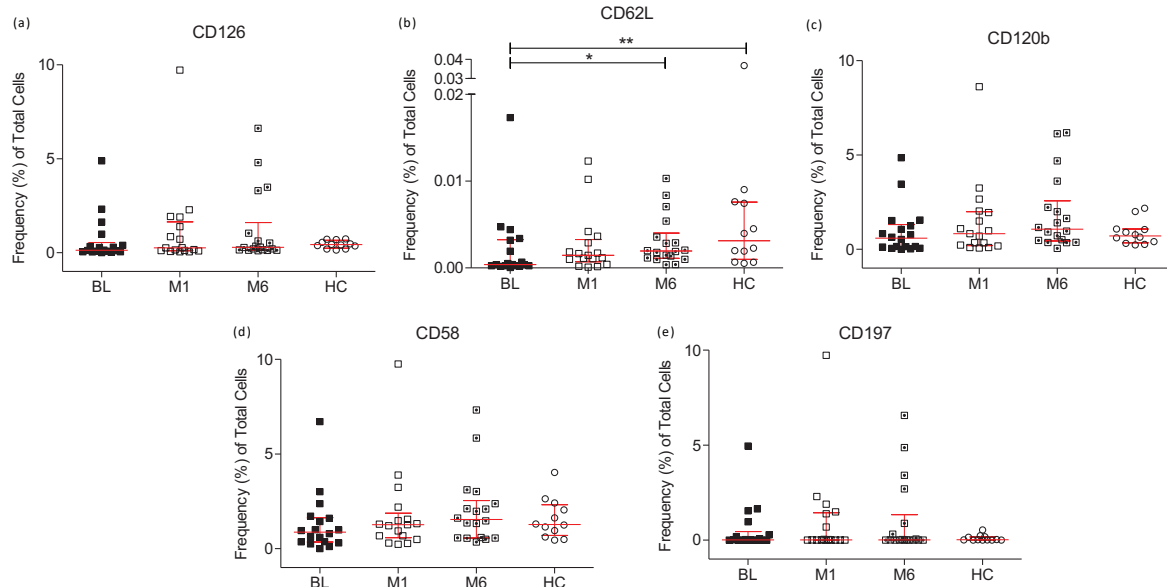 (a)
CD126
Frequency (%) of Total Cells
10
5
0
BL M1 M6 HC
(b)
CD62L
**
*
Frequency (%) of Total Cells
0.04
0.03
0.02
0.01
0.00
BL M1 M6 HC
(c)
CD120b
Frequency (%) of Total Cells
10
5
0
BL M1 M6 HC
(d)
CD58
Frequency (%) of Total Cells
10
5
0
BL M1 M6 HC
(e)
CD197
Frequency (%) of Total Cells
10
5
0
BL M1 M6 HC